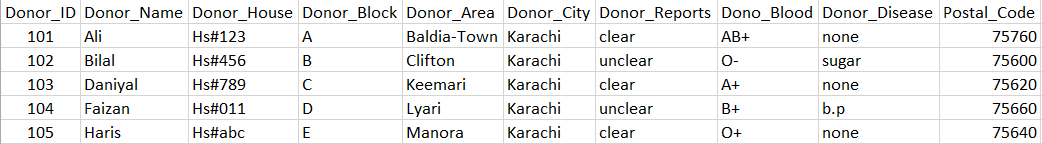 Donor_ID Donor_Name Donor_House Donor_Block Donor_Area Donor_City Donor_Reports Dono_Blood Donor_Disease Postal_Code
101 Ali Hs#123 A Baldia-Town Karachi clear AB+ none 75760
102 Bilal Hs#456 B Clifton Karachi unclear O- sugar 75600
103 Daniyal Hs#789 C Keemari Karachi clear A+ none 75620
104 Faizan Hs#011 D Lyari Karachi unclear B+ b.p 75660
105 Haris Hs#abc E Manora Karachi clear O+ none 75640